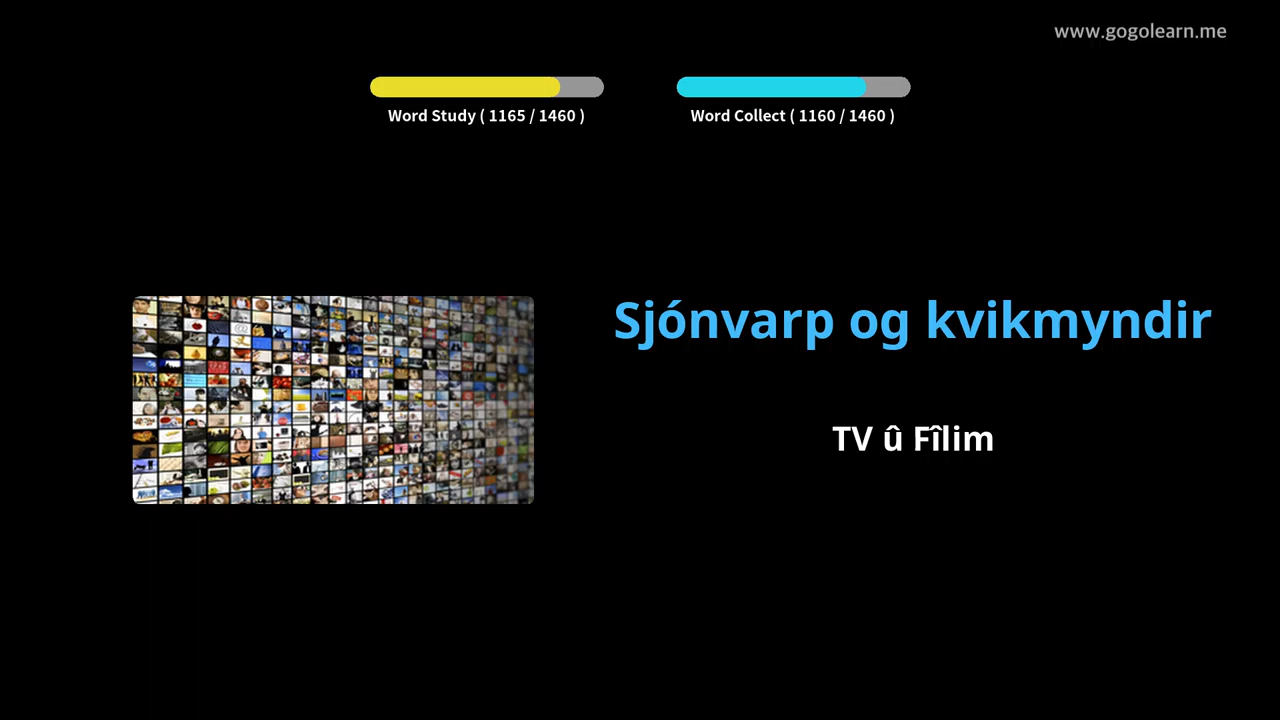 www.gogolearn.me
Word Study ( 1165 / 1460 )
Word Collect ( 1160 / 1460 )
Sjónvarp og kvikmyndir
TV û Fîlim